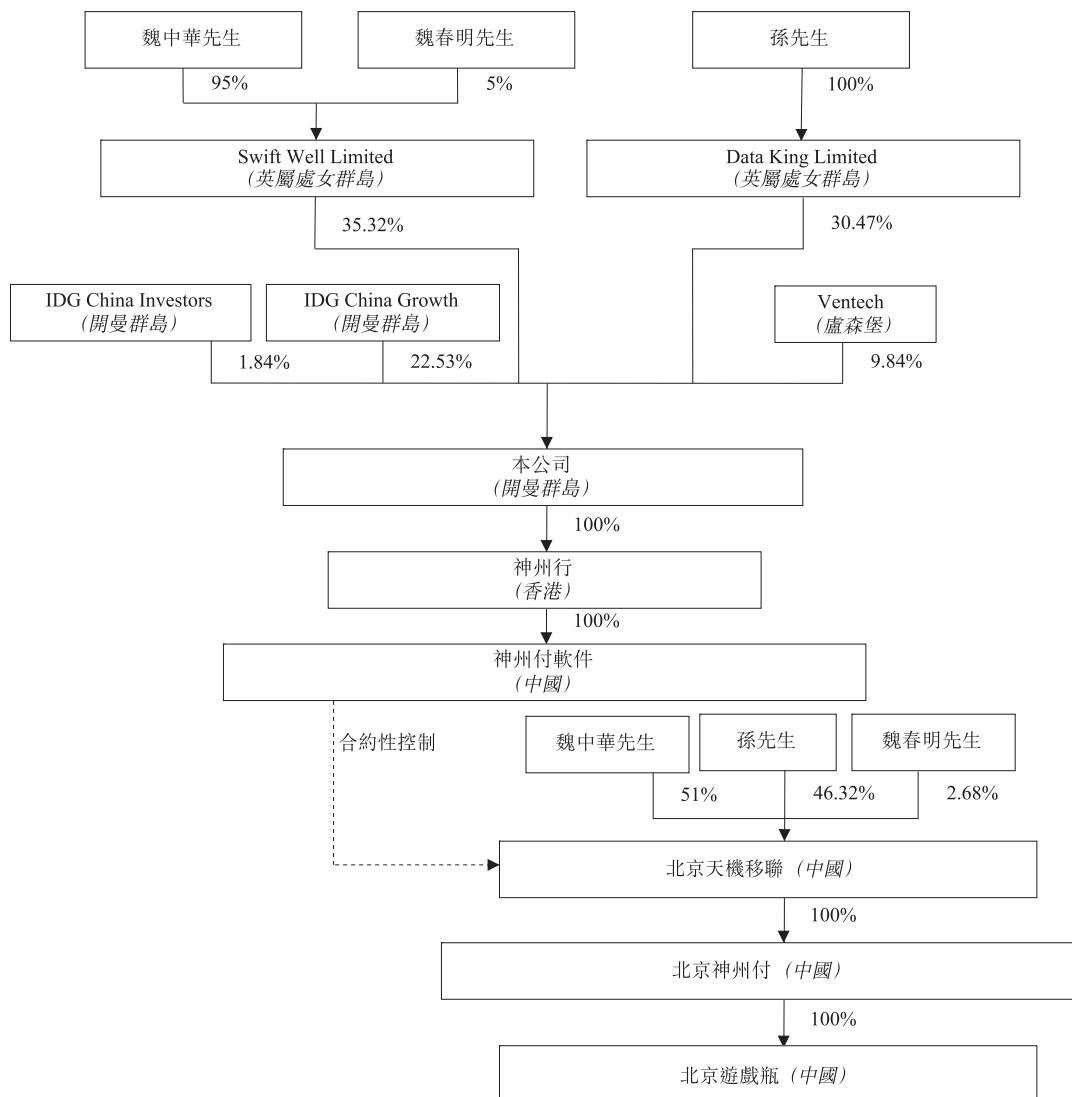 魏中華先生
魏春明先生
孫先生
95%
5%
100%
Swift Well Limited
(英屬處女群島)
Data King Limited
(英屬處女群島)
35.32%
30.47%
IDG China Investors
(開曼群島)
IDG China Growth
(開曼群島)
Ventech
(盧森堡)
1.84%
22.53%
9.84%
本公司
(開曼群島)
100%
神州行
(香港)
100%
神州付軟件
(中國)
合約性控制
魏中華先生
孫先生
魏春明先生
51%
46.32%
2.68%
北京天機移聯 (中國)
100%
北京神州付 (中國)
100%
北京遊戲瓶 (中國)